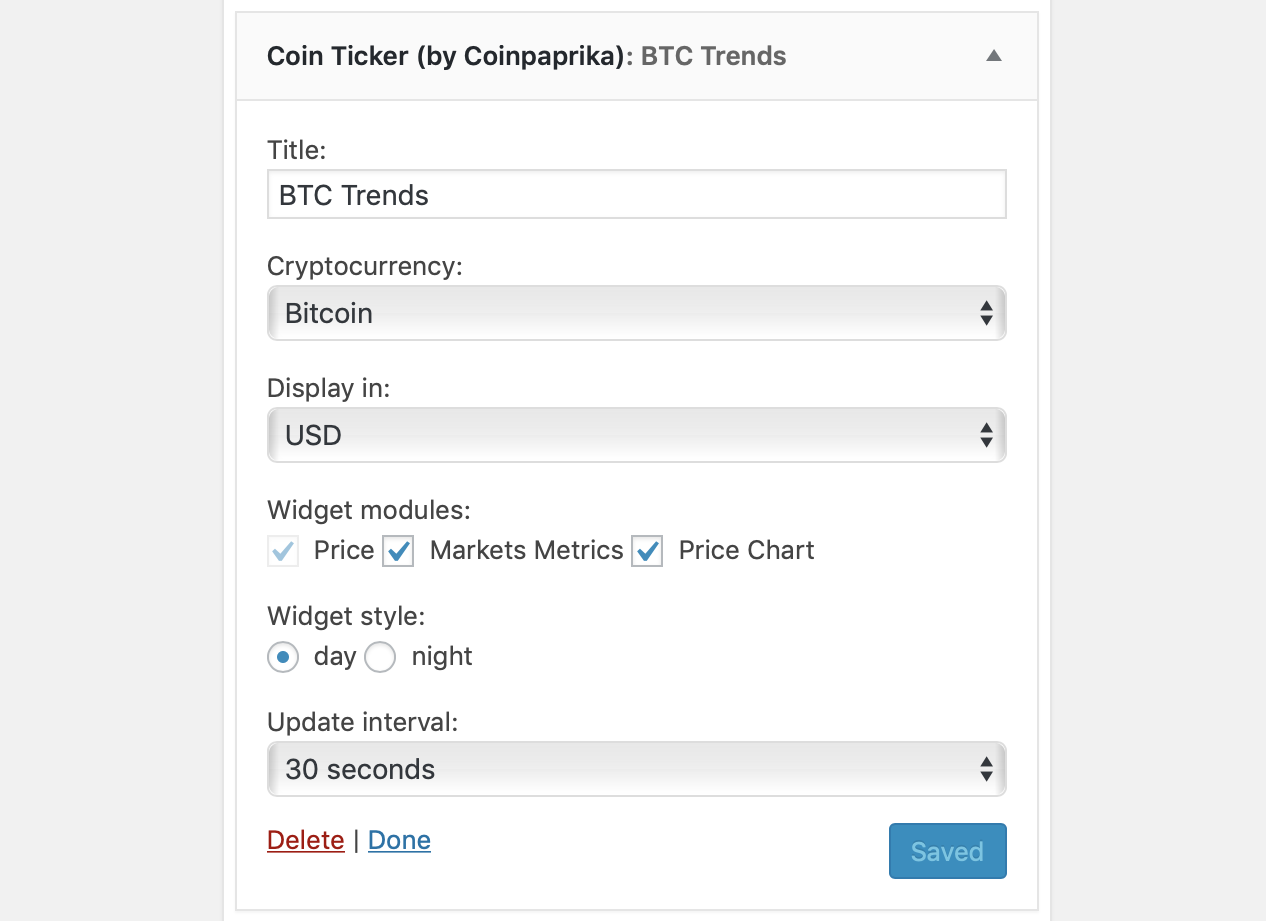 Coin Ticker (by Coinpaprika): BTC Trends
Title:
BTC Trends
Cryptocurrency:
Bitcoin
Display in:
USD
Widget modules:
Price Markets Metrics Price Chart
Widget style:
day night
Update interval:
30 seconds
Delete | Done
Saved